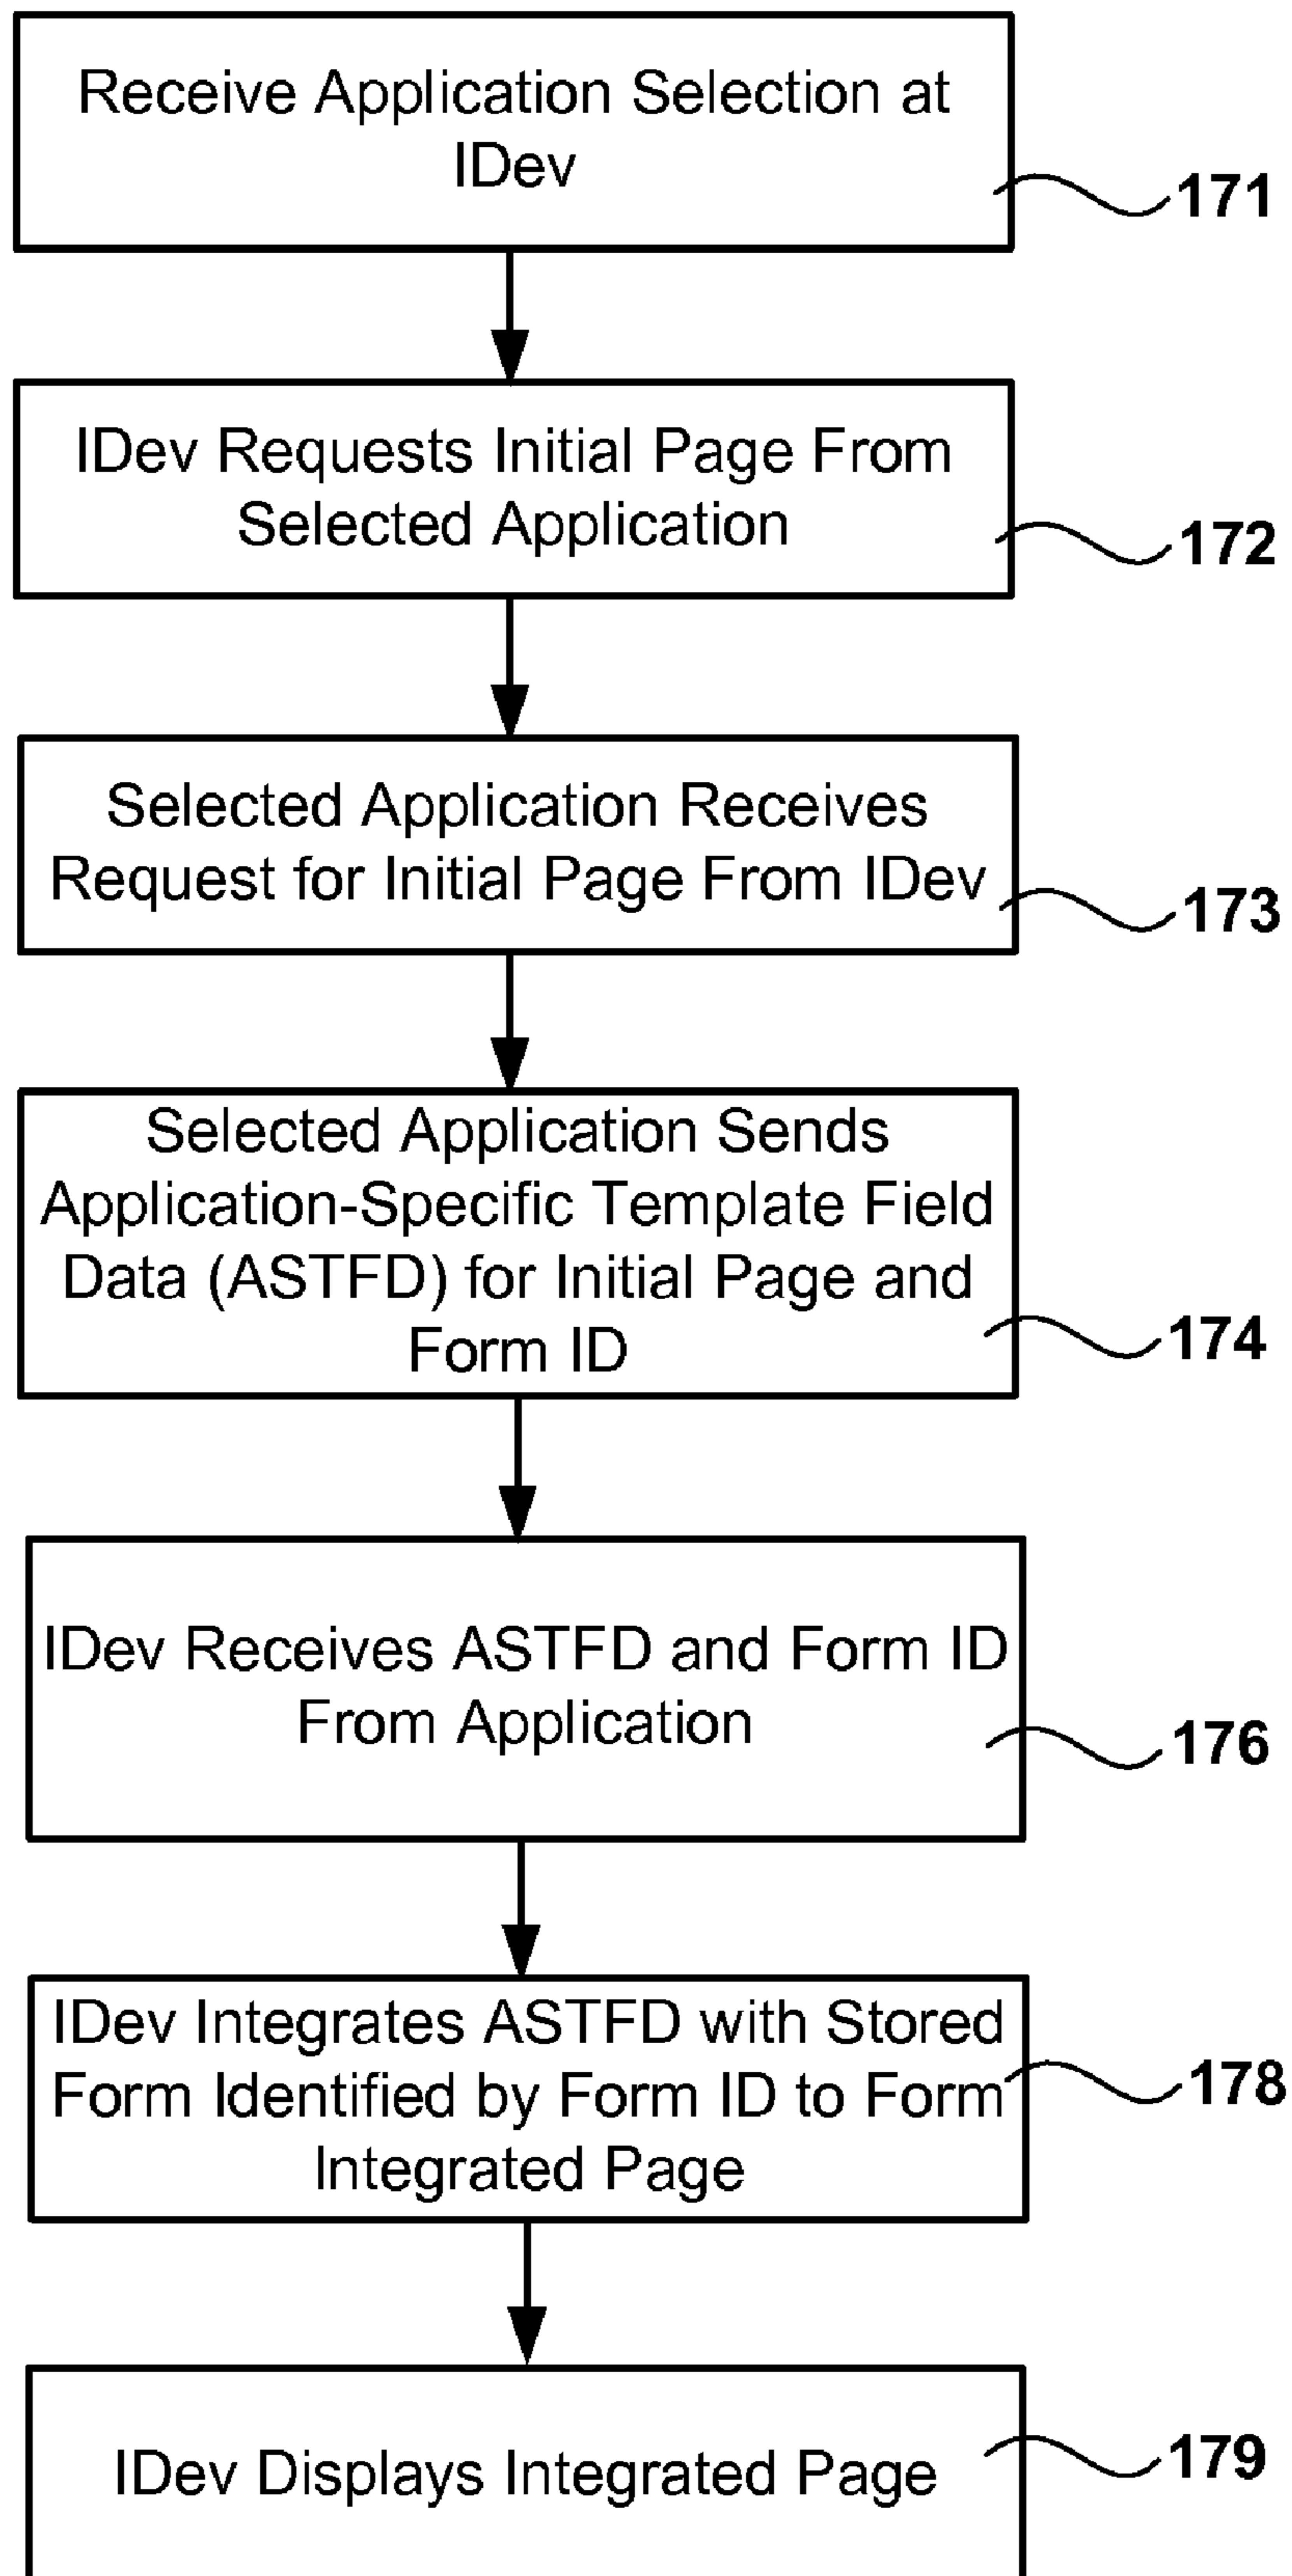 Receive Application Selection at
IDev
171
IDev Requests Initial Page From
Selected Application
172
Selected Application Receives
Request for Initial Page From IDev
173
Selected Application Sends
Application-Specific Template Field
Data (ASTFD) for Initial Page and
Form ID
174
IDev Receives ASTFD and Form ID
From Application
176
IDev Integrates ASTFD with Stored
Form Identified by Form ID to Form
Integrated Page
178
IDev Displays Integrated Page
179